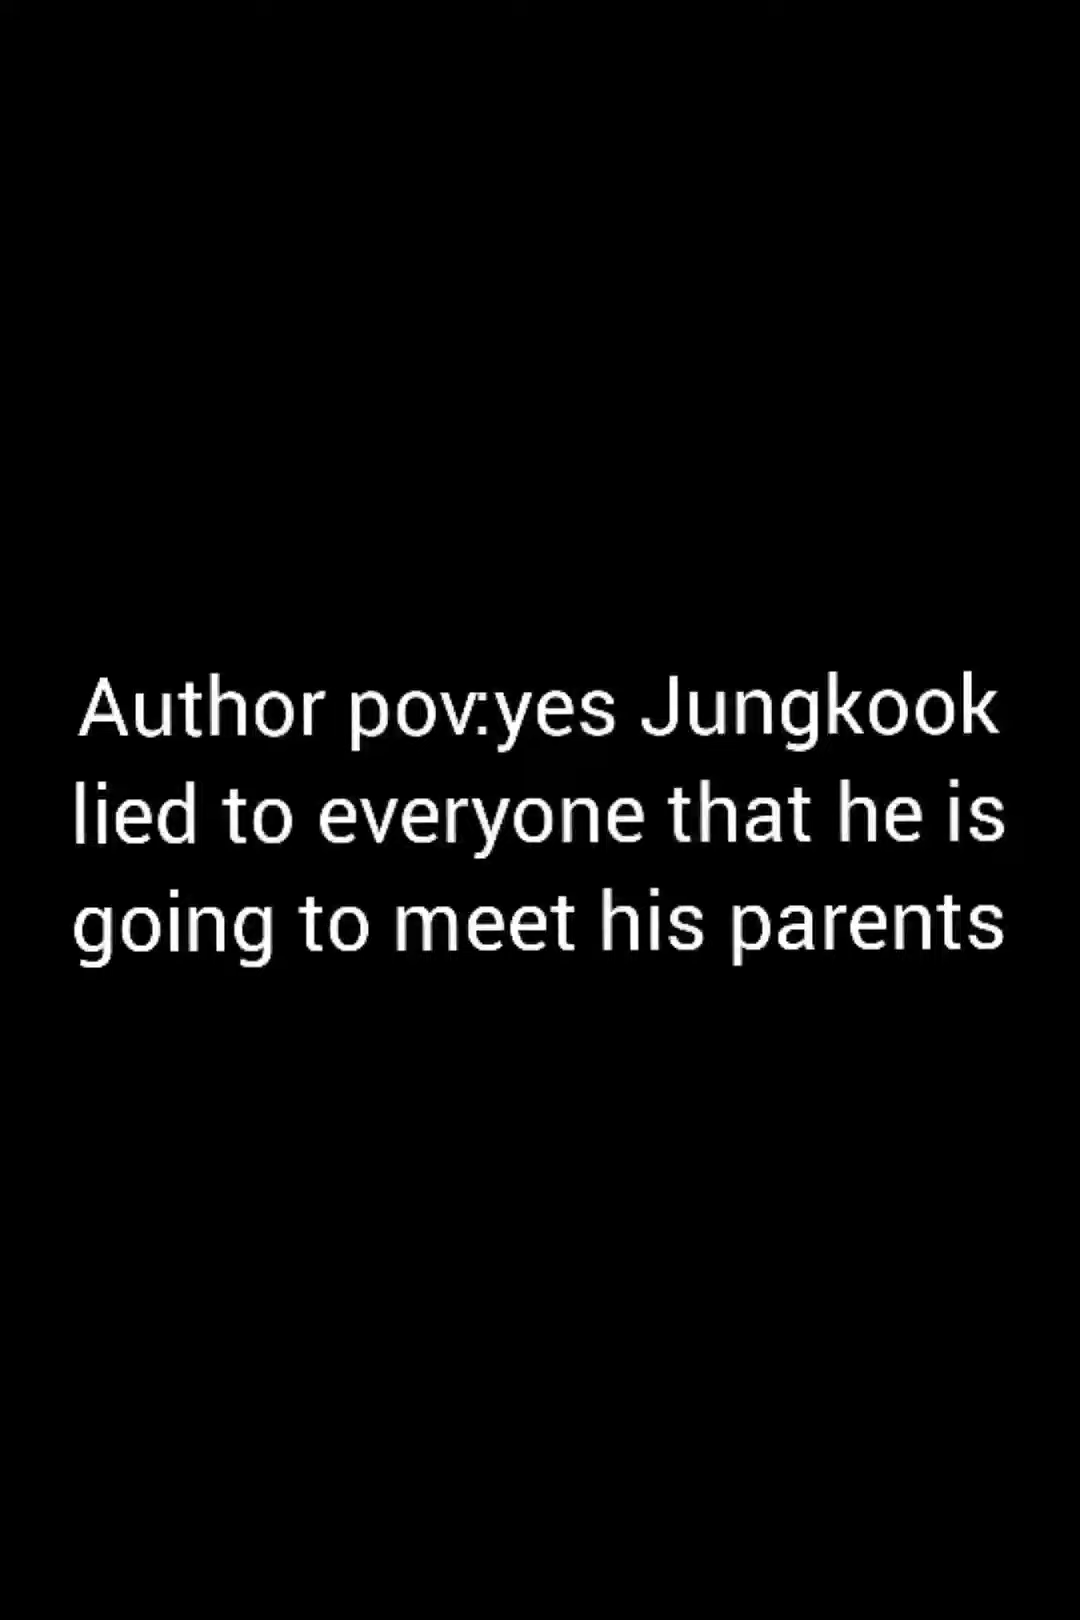 Author pov:yes Jungkook
lied to everyone that he is
going to meet his parents